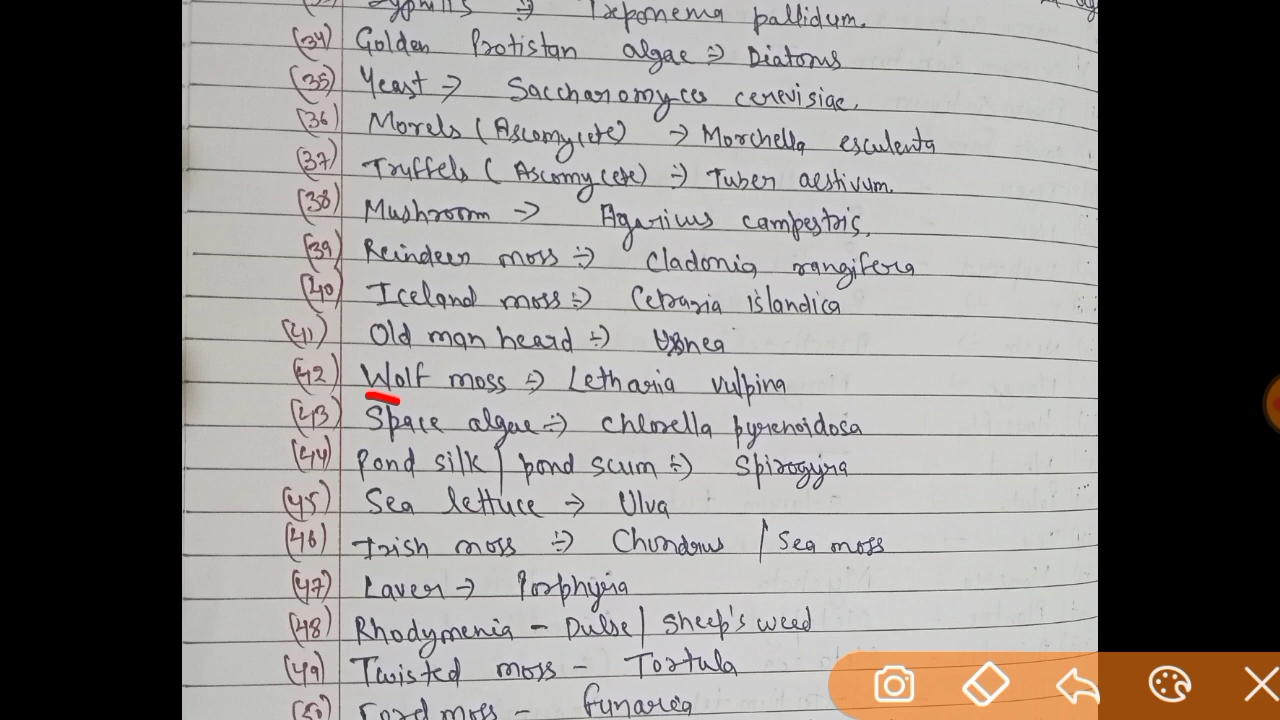 pallidum.
(34) Golden Protistan algae ⇒ Diatoms
(35) Yeast → Saccharomyces cerevisiae.
(36) Morels (Ascomycete) → Morchella esculenta
(37) Truffels (Ascomycete) ⇒ Tuber aestivum.
(38) Mushroom → Agarius campestris.
(39) Reindeer moss ⇒ Cladonia rangifera
(40) Iceland moss ⇒ Cetraria islandica
(41) Old man heard ⇒ Usnea
(42) Wolf moss ⇒ Letharia vulpina
(43) Space algae ⇒ Chlorella pyrenoidosa
(44) Pond silk / pond scum ⇒ Spirogyra
(45) Sea lettuce → Ulva
(46) Irish moss ⇒ Chondrus / Sea moss
(47) Laver → Porphyra
(48) Rhodymenia - Dulse / Sheep's weed
(49) Twisted moss - Tortula
(50) moss - funaria